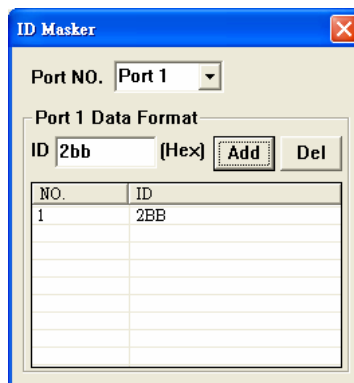 ID Masker
Port NO. Port 1
Port 1 Data Format
ID 2bb (Hex) Add Del
NO. ID
1 2BB